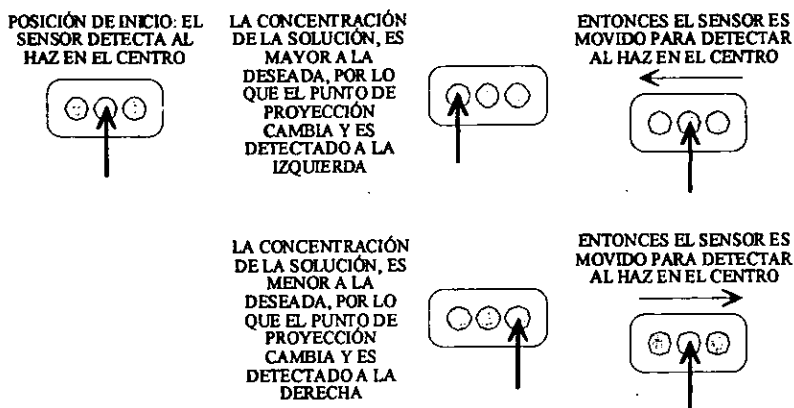 POSICIÓN DE INICIO: EL
SENSOR DETECTA AL
HAZ EN EL CENTRO
LA CONCENTRACIÓN
DE LA SOLUCIÓN, ES
MAYOR A LA
DESEADA, POR LO
QUE EL PUNTO DE
PROYECCIÓN
CAMBIA Y ES
DETECTADO A LA
IZQUIERDA
ENTONCES EL SENSOR ES
MOVIDO PARA DETECTAR
AL HAZ EN EL CENTRO
LA CONCENTRACIÓN
DE LA SOLUCIÓN, ES
MENOR A LA
DESEADA, POR LO
QUE EL PUNTO DE
PROYECCIÓN
CAMBIA Y ES
DETECTADO A LA
DERECHA
ENTONCES EL SENSOR ES
MOVIDO PARA DETECTAR
AL HAZ EN EL CENTRO